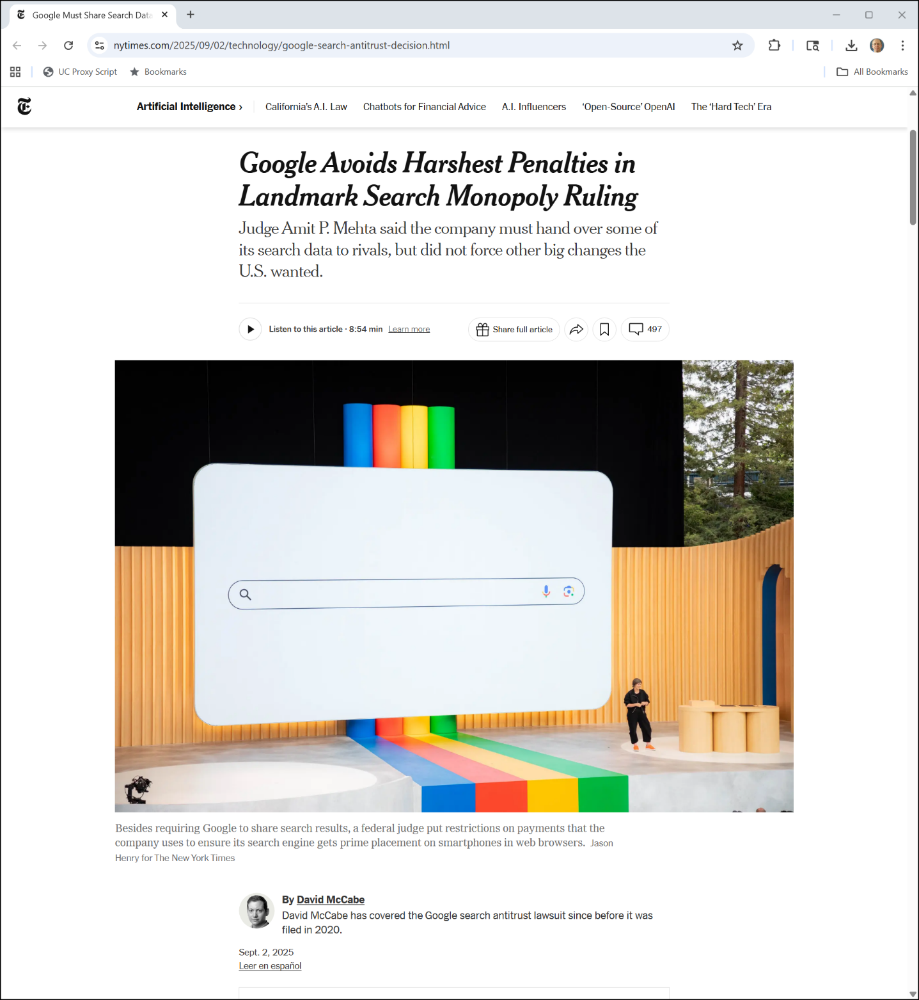 Google Must Share Search Data
nytimes.com/2025/09/02/technology/google-search-antitrust-decision.html
UC Proxy Script
Bookmarks
All Bookmarks
Artificial Intelligence ›
California's A.I. Law
Chatbots for Financial Advice
A.I. Influencers
'Open-Source' OpenAI
The 'Hard Tech' Era
Google Avoids Harshest Penalties in
Landmark Search Monopoly Ruling
Judge Amit P. Mehta said the company must hand over some of
its search data to rivals, but did not force other big changes the
U.S. wanted.
Listen to this article · 8:54 min Learn more
Share full article
497
Besides requiring Google to share search results, a federal judge put restrictions on payments that the
company uses to ensure its search engine gets prime placement on smartphones in web browsers. Jason
Henry for The New York Times
By David McCabe
David McCabe has covered the Google search antitrust lawsuit since before it was
filed in 2020.
Sept. 2, 2025
Leer en español